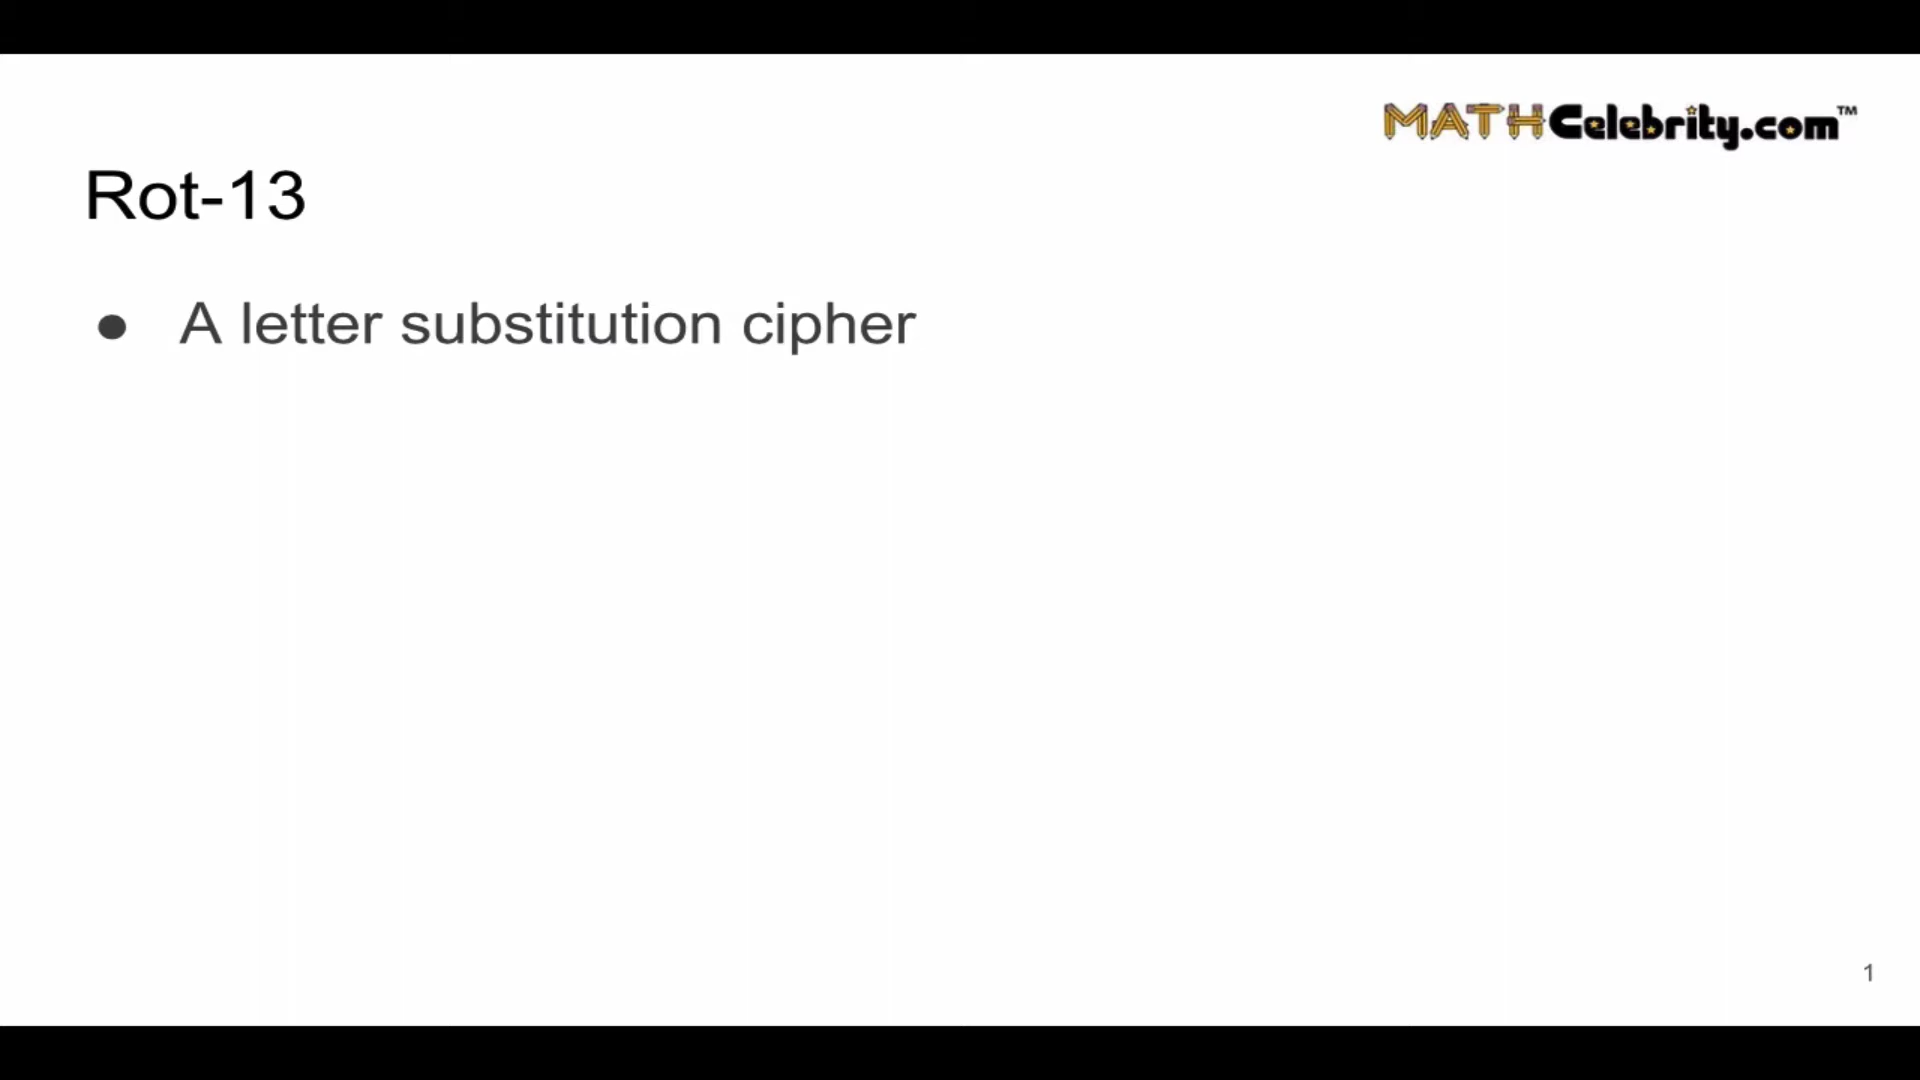 MATHCelebrity.com™
Rot-13
● A letter substitution cipher
1